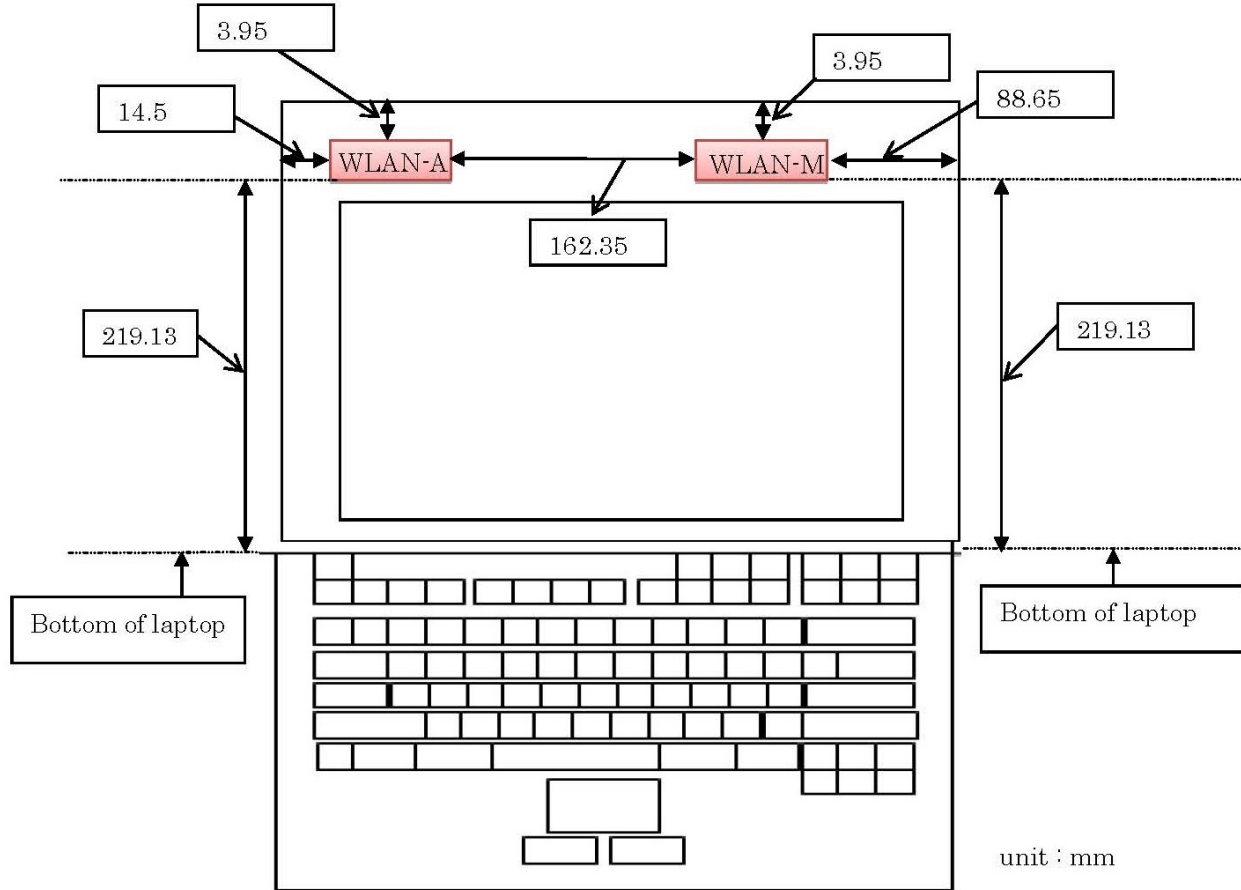 3.95
3.95
14.5
88.65
WLAN-A
WLAN-M
162.35
219.13
219.13
Bottom of laptop
Bottom of laptop
unit : mm